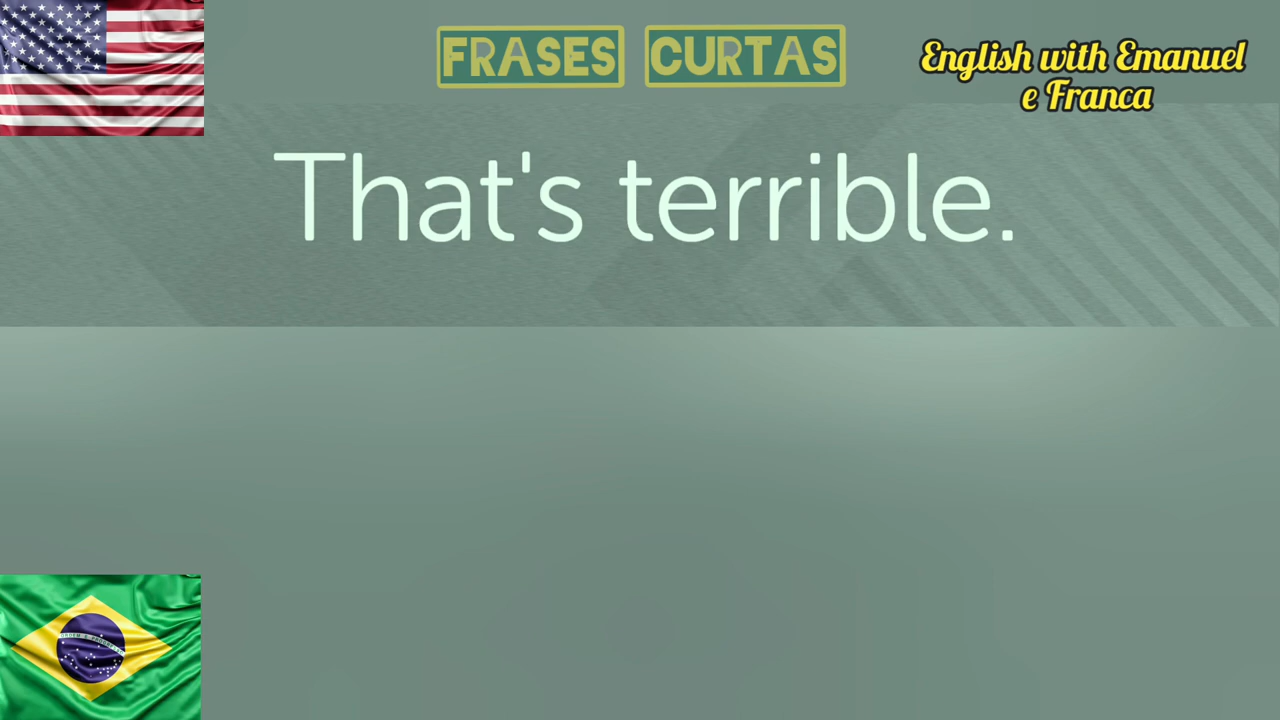 FRASES CURTAS
English with Emanuel
e Franca
That's terrible.